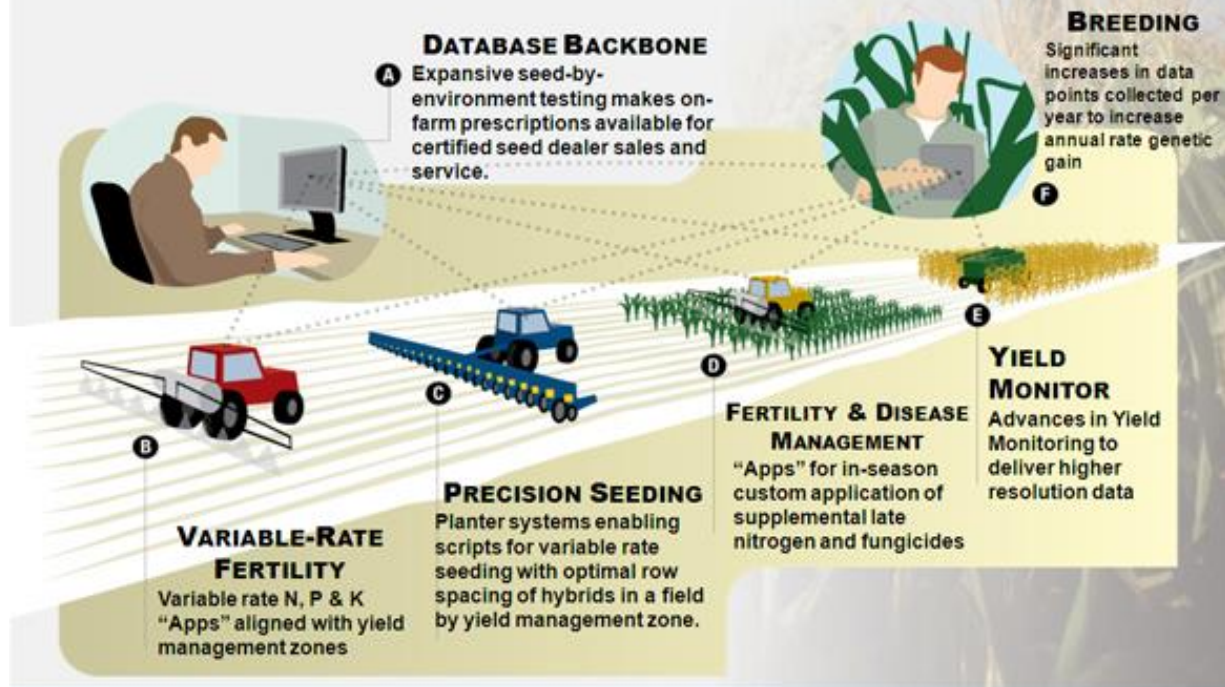 DATABASE BACKBONE
A
Expansive seed-by-
environment testing makes on-
farm prescriptions available for
certified seed dealer sales and
service.
BREEDING
Significant
increases in data
points collected per
year to increase
annual rate genetic
gain
F
B
VARIABLE-RATE
FERTILITY
Variable rate N, P & K
“Apps” aligned with yield
management zones
C
PRECISION SEEDING
Planter systems enabling
scripts for variable rate
seeding with optimal row
spacing of hybrids in a field
by yield management zone.
D
FERTILITY & DISEASE
MANAGEMENT
“Apps” for in-season
custom application of
supplemental late
nitrogen and fungicides
E
YIELD
MONITOR
Advances in Yield
Monitoring to
deliver higher
resolution data